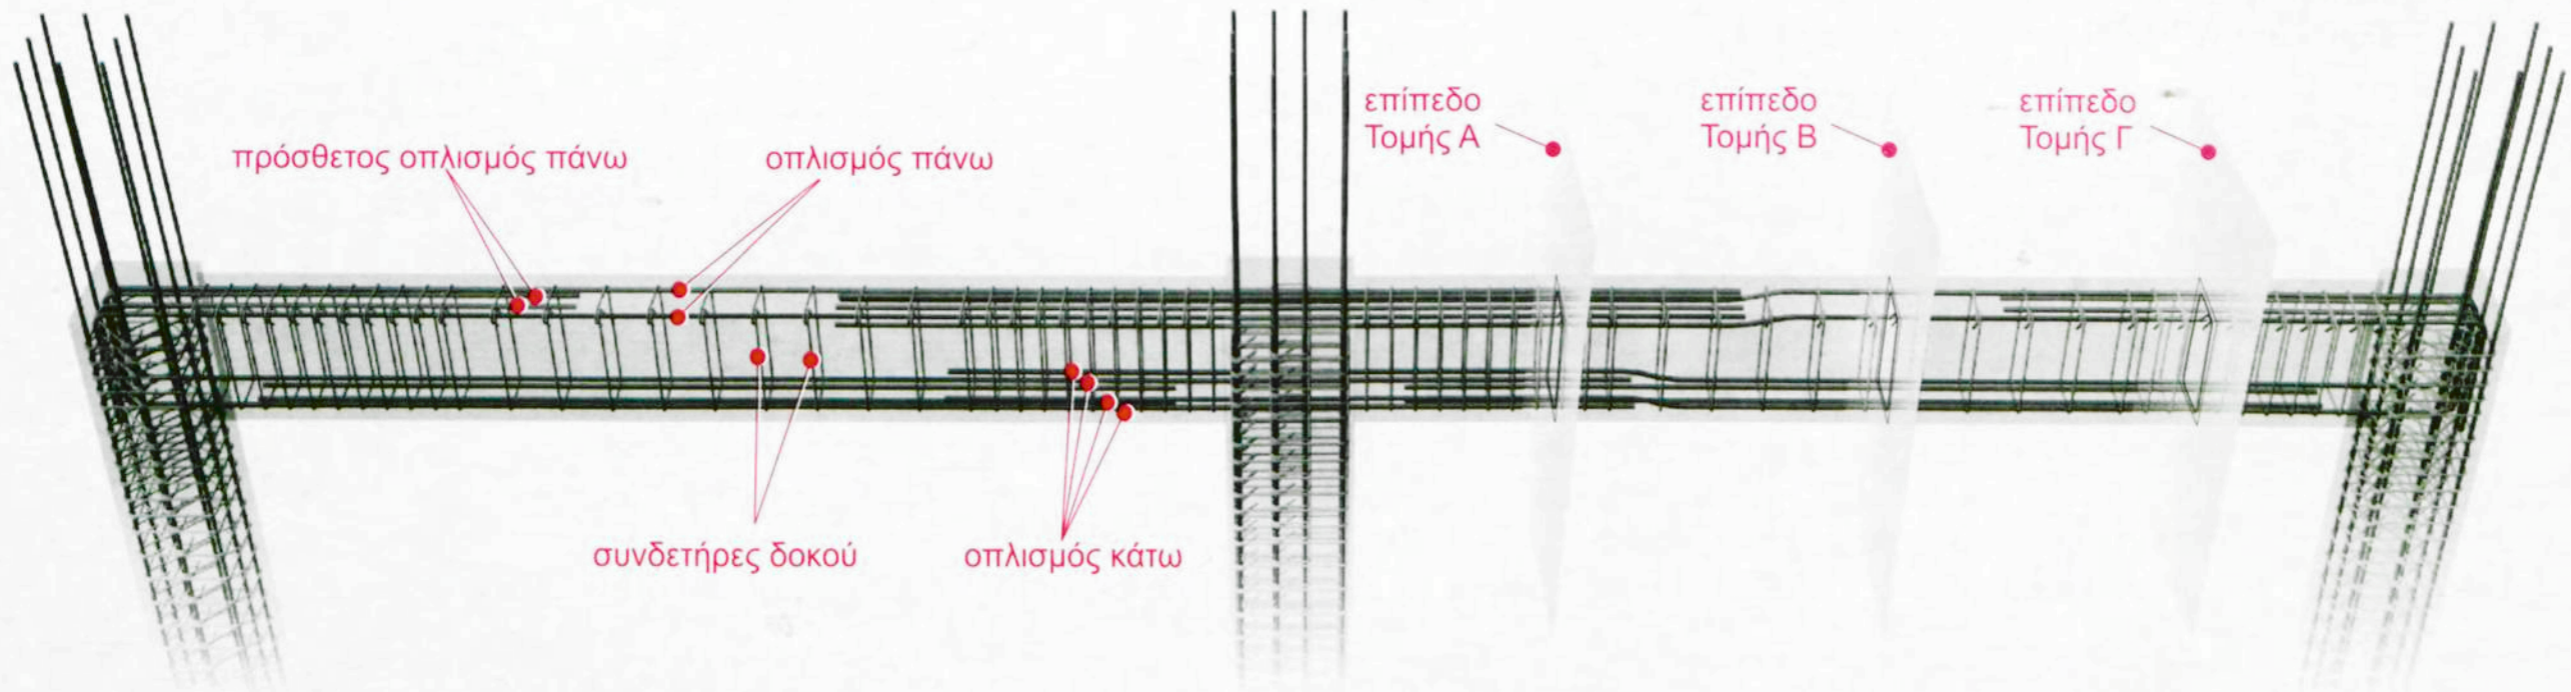 επίπεδο
Τομής Α
επίπεδο
Τομής Β
επίπεδο
Τομής Γ
πρόσθετος οπλισμός πάνω
οπλισμός πάνω
συνδετήρες δοκού
οπλισμός κάτω